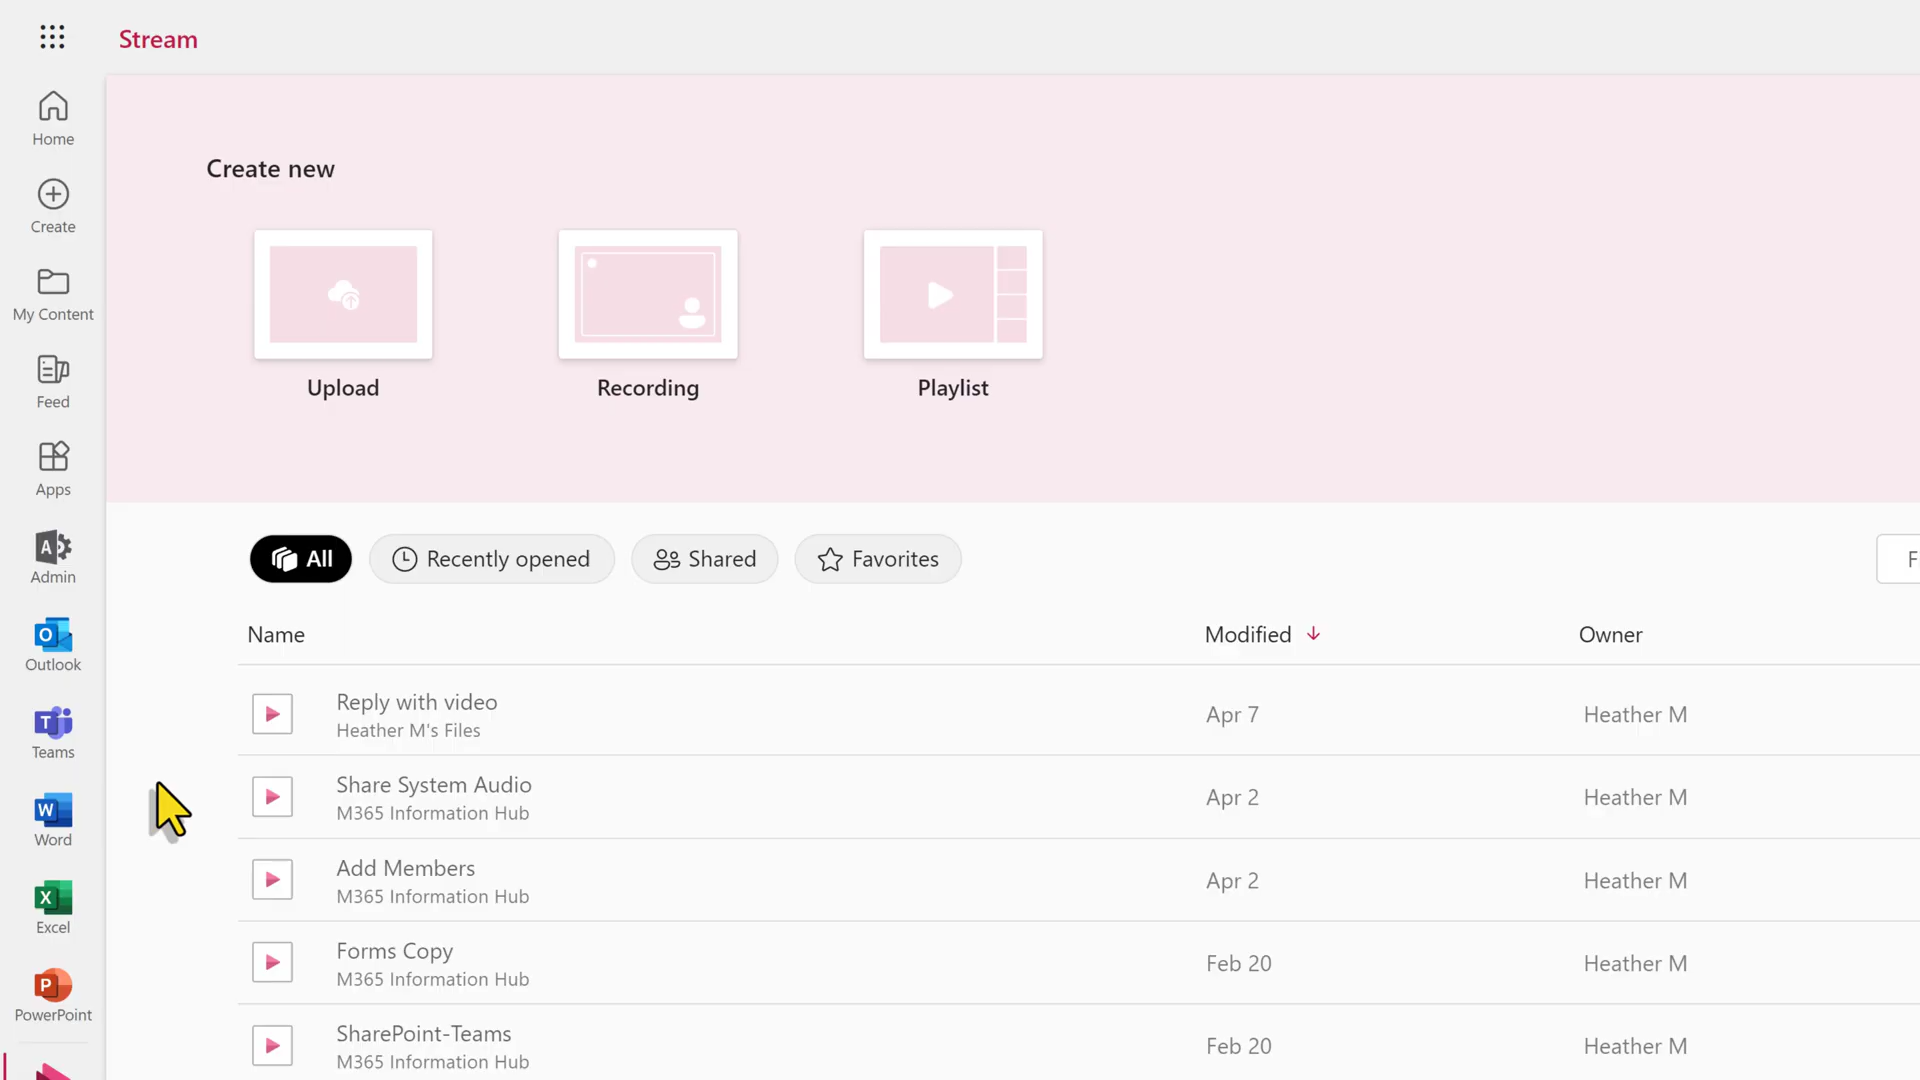 Stream
Home
Create
My Content
Feed
Apps
Admin
Outlook
Teams
Word
Excel
PowerPoint
Create new
Upload
Recording
Playlist
All
Recently opened
Shared
Favorites
Name
Modified
Owner
Reply with video
Heather M's Files
Apr 7
Heather M
Share System Audio
M365 Information Hub
Apr 2
Heather M
Add Members
M365 Information Hub
Apr 2
Heather M
Forms Copy
M365 Information Hub
Feb 20
Heather M
SharePoint-Teams
M365 Information Hub
Feb 20
Heather M